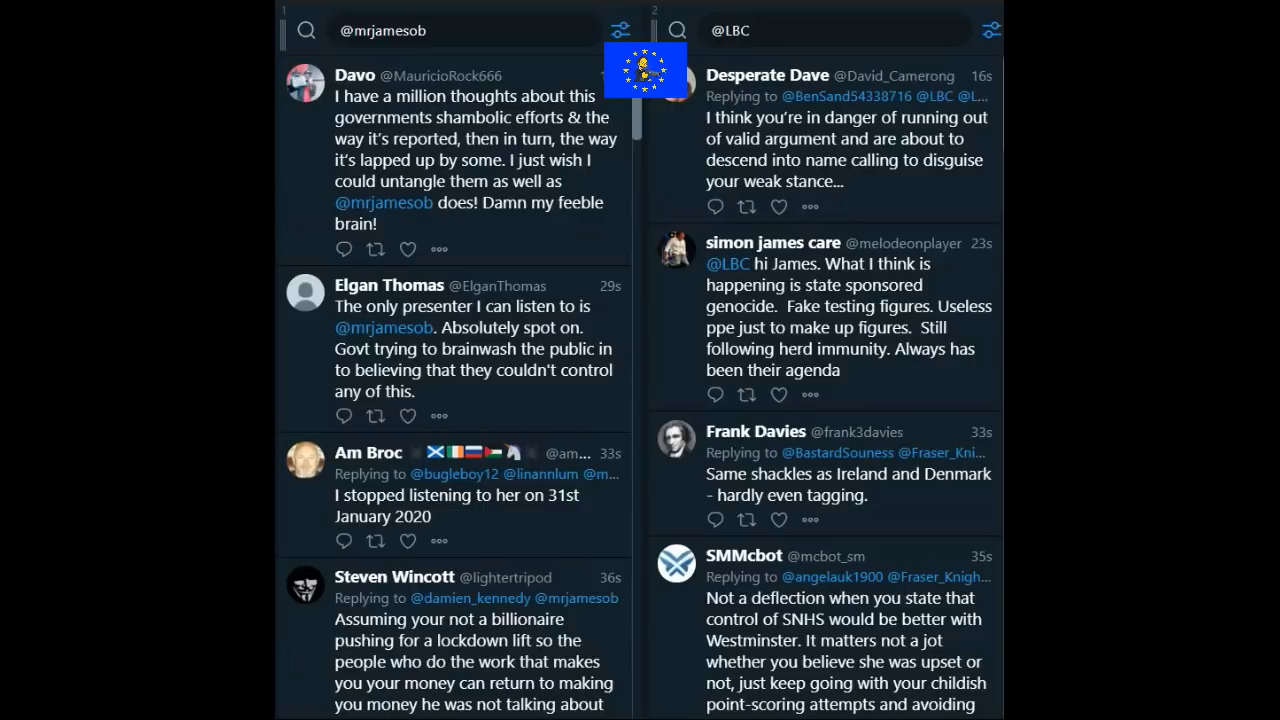 1
@mrjamesob
Davo @MauricioRock666
I have a million thoughts about this
governments shambolic efforts & the
way it's reported, then in turn, the way
it's lapped up by some. I just wish I
could untangle them as well as
@mrjamesob does! Damn my feeble
brain!
Elgan Thomas @ElganThomas 29s
The only presenter I can listen to is
@mrjamesob. Absolutely spot on.
Govt trying to brainwash the public in
to believing that they couldn't control
any of this.
Am Broc @am... 33s
Replying to @bugleboy12 @linannlum @m...
I stopped listening to her on 31st
January 2020
Steven Wincott @lightertripod 36s
Replying to @damien_kennedy @mrjamesob
Assuming your not a billionaire
pushing for a lockdown lift so the
people who do the work that makes
you your money can return to making
you money he was not talking about
2
@LBC
Desperate Dave @David_Camerong 16s
Replying to @BenSand54338716 @LBC @L...
I think you're in danger of running out
of valid argument and are about to
descend into name calling to disguise
your weak stance...
simon james care @melodeonplayer 23s
@LBC hi James. What I think is
happening is state sponsored
genocide. Fake testing figures. Useless
ppe just to make up figures. Still
following herd immunity. Always has
been their agenda
Frank Davies @frank3davies 33s
Replying to @BastardSouness @Fraser_Kni...
Same shackles as Ireland and Denmark
- hardly even tagging.
SMMcbot @mcbot_sm 35s
Replying to @angelauk1900 @Fraser_Knigh...
Not a deflection when you state that
control of SNHS would be better with
Westminster. It matters not a jot
whether you believe she was upset or
not, just keep going with your childish
point-scoring attempts and avoiding